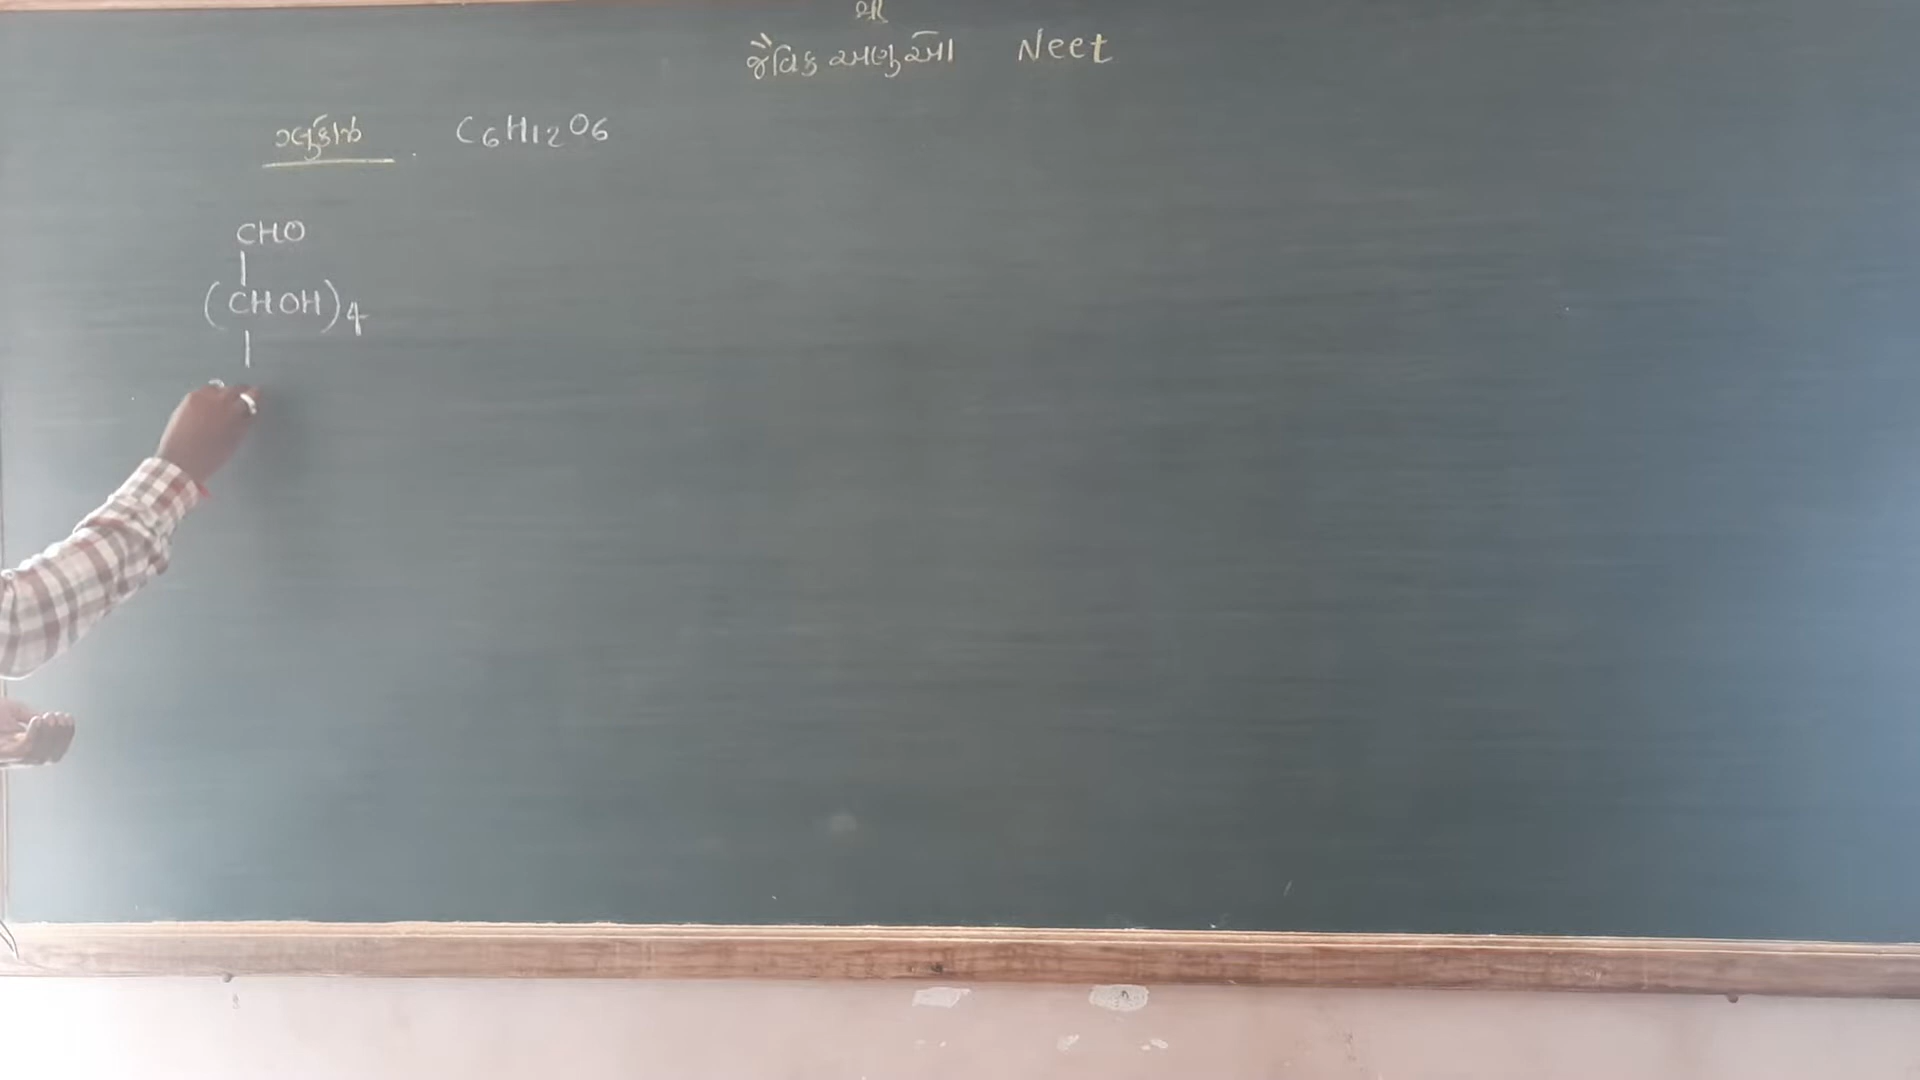 શ્રી
જૈવિક અણુઓ Neet
ગ્લુકોઝ . C6H12O6
CHO
|
(CHOH)4
|